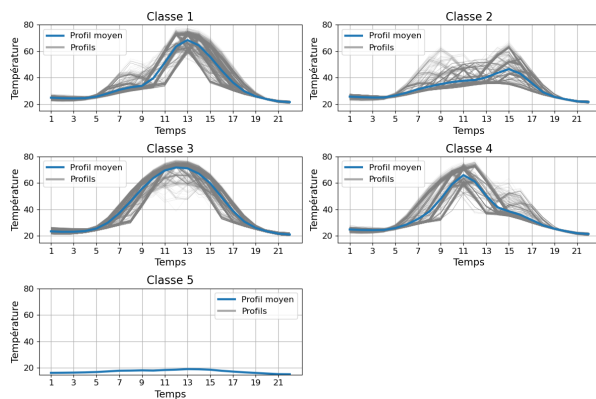 Classe 1
Température
80
60
40
20
Profil moyen
Profils
1 3 5 7 9 11 13 15 17 19 21
Temps
Classe 2
Température
80
60
40
20
Profil moyen
Profils
1 3 5 7 9 11 13 15 17 19 21
Temps
Classe 3
Température
80
60
40
20
Profil moyen
Profils
1 3 5 7 9 11 13 15 17 19 21
Temps
Classe 4
Température
80
60
40
20
Profil moyen
Profils
1 3 5 7 9 11 13 15 17 19 21
Temps
Classe 5
Température
80
60
40
20
Profil moyen
Profils
1 3 5 7 9 11 13 15 17 19 21
Temps